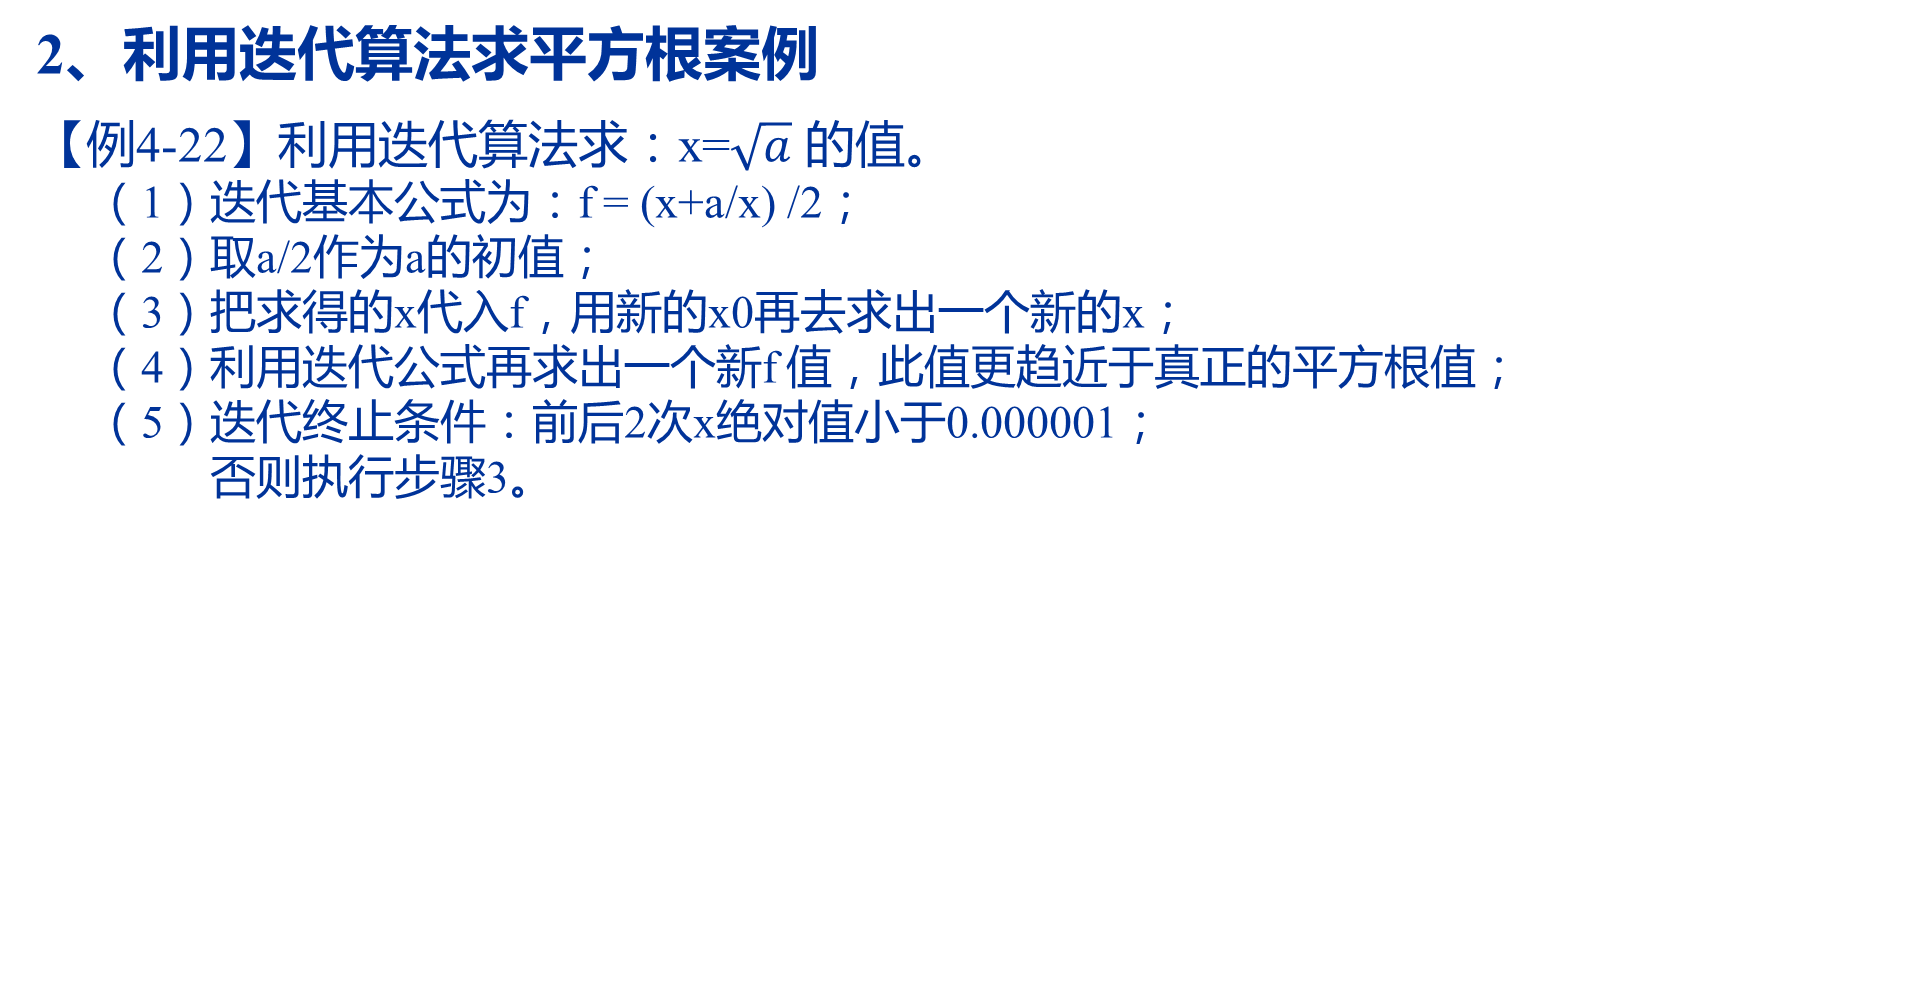 2、利用迭代算法求平方根案例
【例4-22】利用迭代算法求：x=√a 的值。
（1）迭代基本公式为：f = (x+a/x) /2；
（2）取a/2作为a的初值；
（3）把求得的x代入f，用新的x0再去求出一个新的x；
（4）利用迭代公式再求出一个新f 值，此值更趋近于真正的平方根值；
（5）迭代终止条件：前后2次x绝对值小于0.000001；
否则执行步骤3。